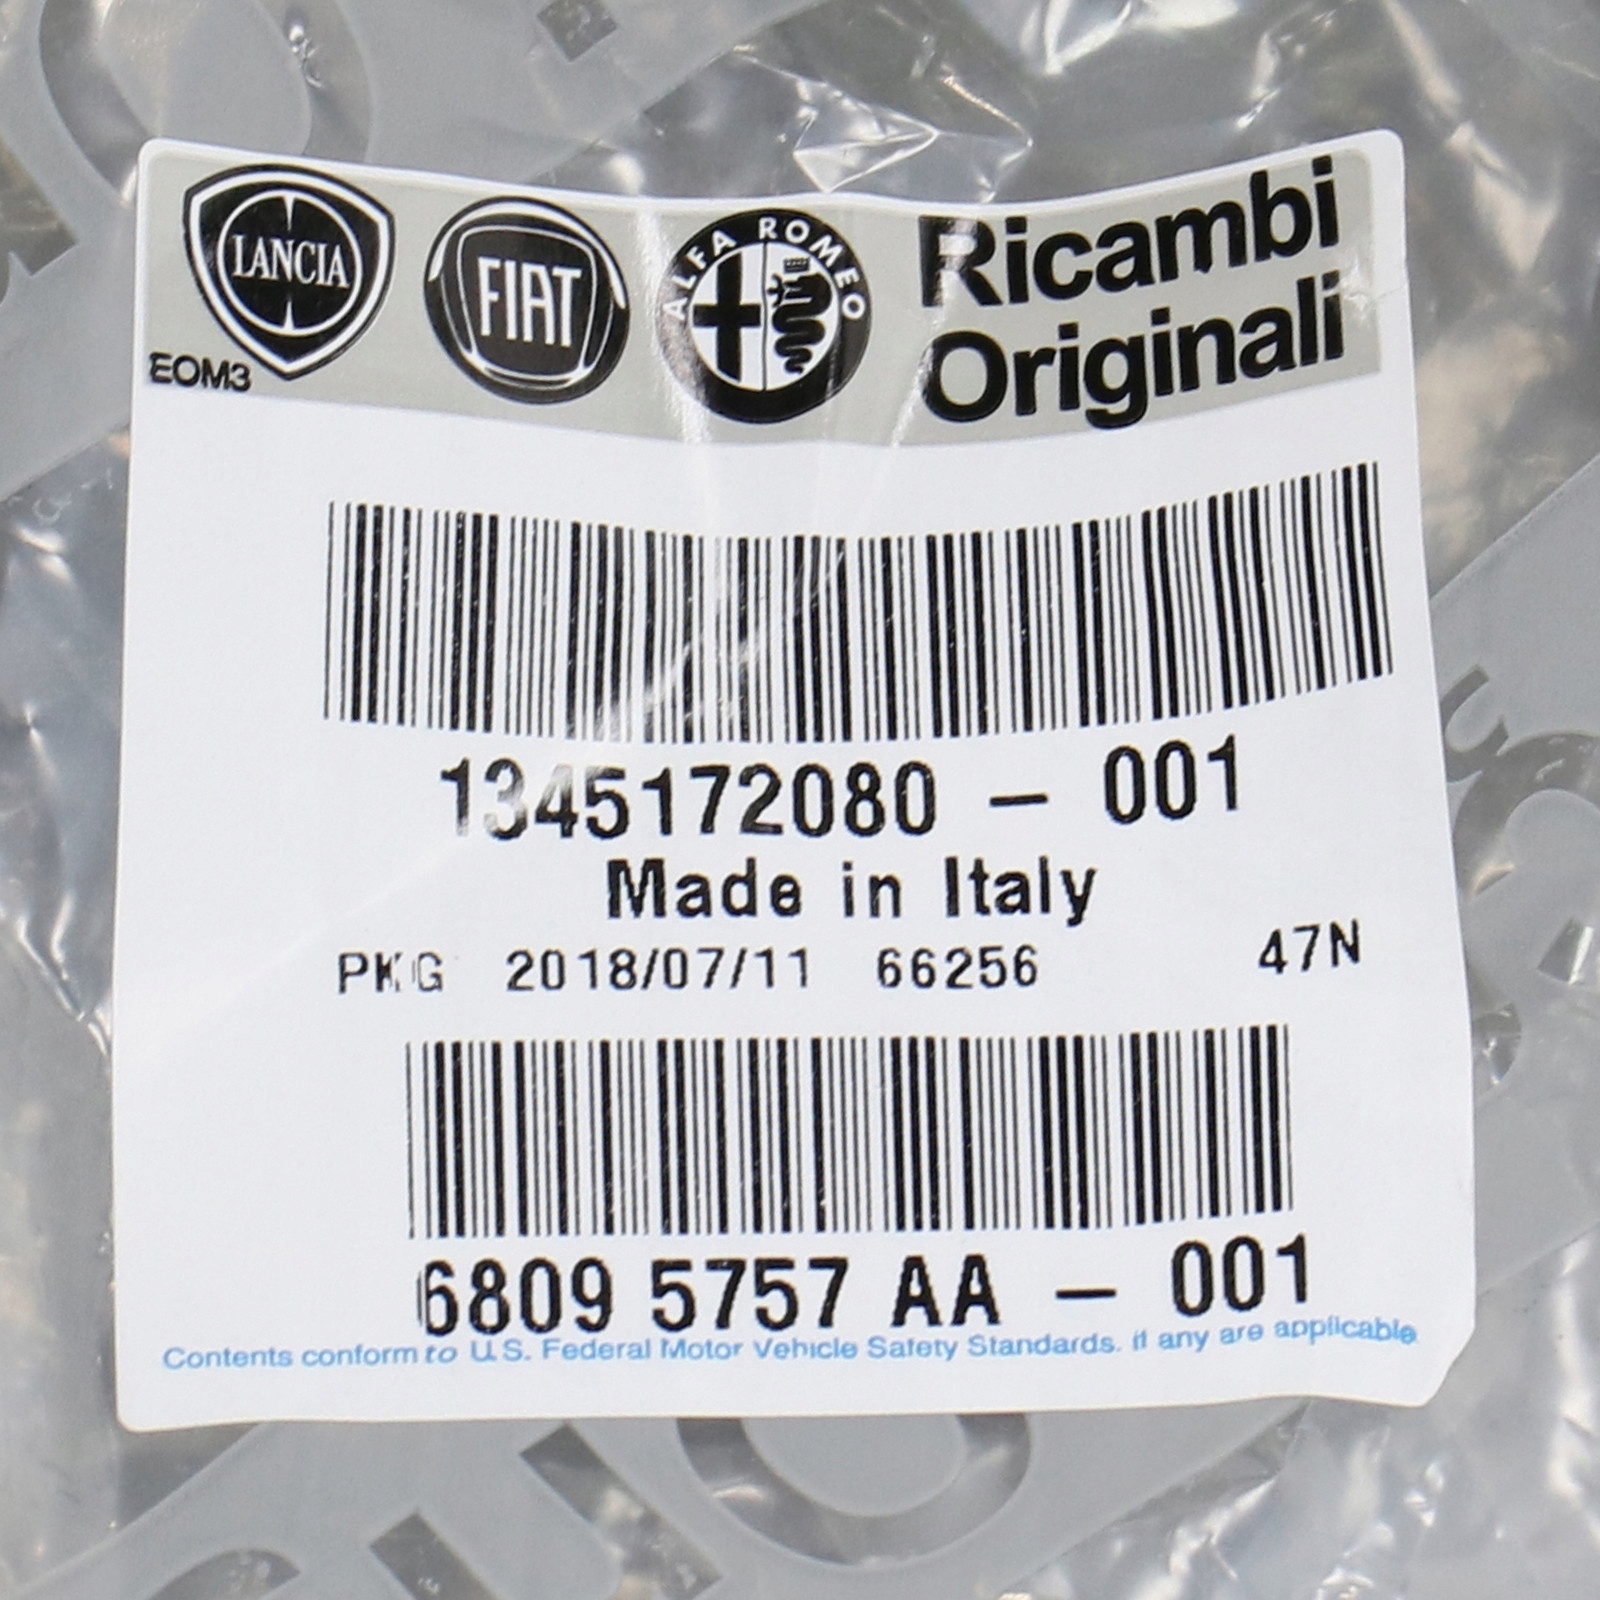 LANCIA
FIAT
ALFA ROMEO
Ricambi
Originali
EOM3
1345172080 – 001
Made in Italy
PKG 2018/07/11 66256 47N
6809 5757 AA – 001
Contents conform to U.S. Federal Motor Vehicle Safety Standards. if any are applicable